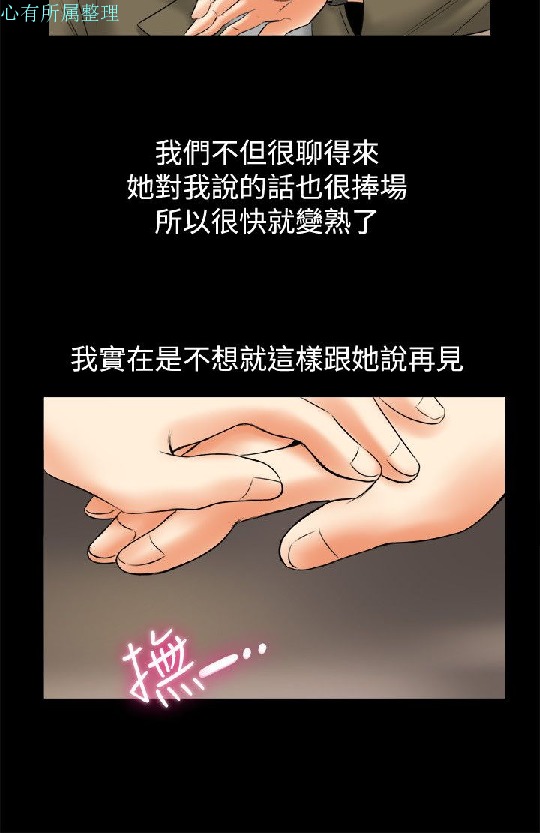 心有所属整理
我們不但很聊得來
她對我說的話也很捧場
所以很快就變熟了
我實在是不想就這樣跟她說再見
撫一‥